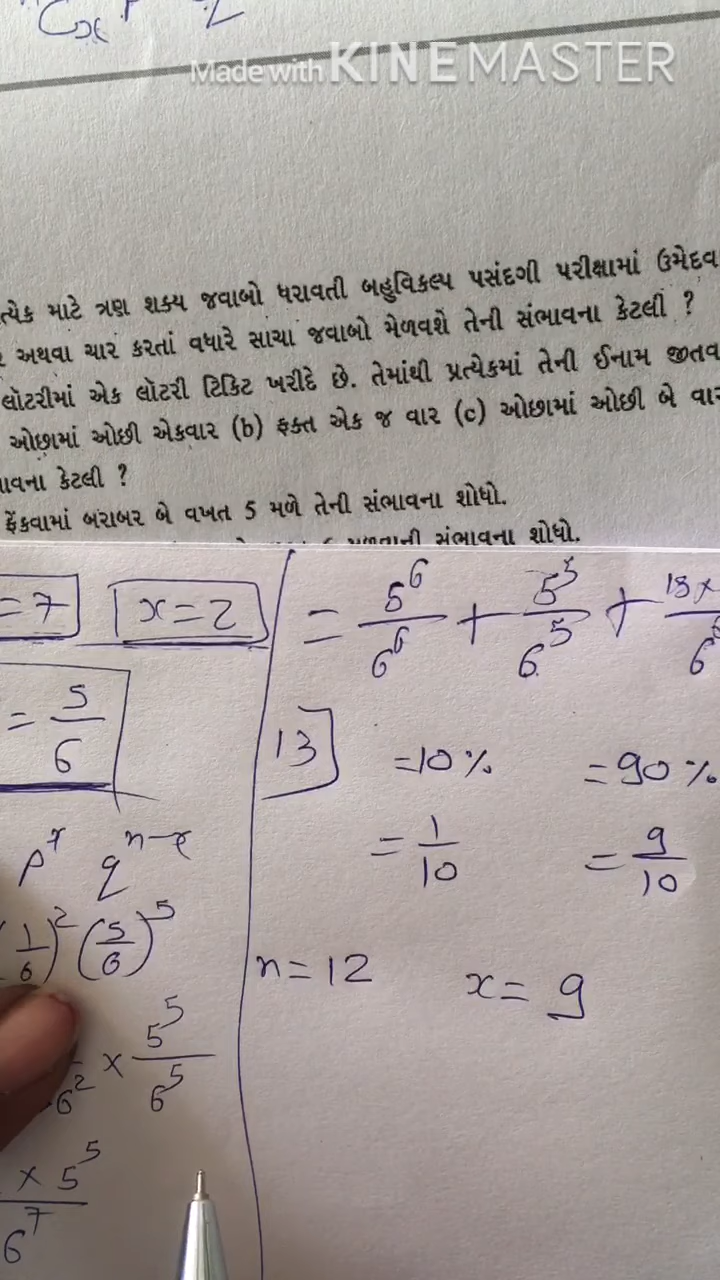 Made with KINEMASTER
ત્યેક માટે ત્રણ શક્ય જવાબો ધરાવતી બહુવિકલ્પ પસંદગી પરીક્ષામાં ઉમેદવ
અથવા ચાર કરતાં વધારે સાચા જવાબો મેળવશે તેની સંભાવના કેટલી ?
લૉટરીમાં એક લૉટરી ટિકિટ ખરીદે છે. તેમાંથી પ્રત્યેકમાં તેની ઈનામ જીતવ
ઓછામાં ઓછી એકવાર (b) ફક્ત એક જ વાર (c) ઓછામાં ઓછી બે વાર
ાવના કેટલી ?
ફેંકવામાં બરાબર બે વખત 5 મળે તેની સંભાવના શોધો.
સંભાવના શોધો.
= 7
x = 2
= 5/6
p^x q^{n-x}
(1/6)^2 (5/6)^5
6^2 × 5^5/6^5
× 5^5
6^7
= 5^6/6^6 + 5^5/6^5 +
13] = 10% = 90%
= 1/10 = 9/10
n = 12 x = 9